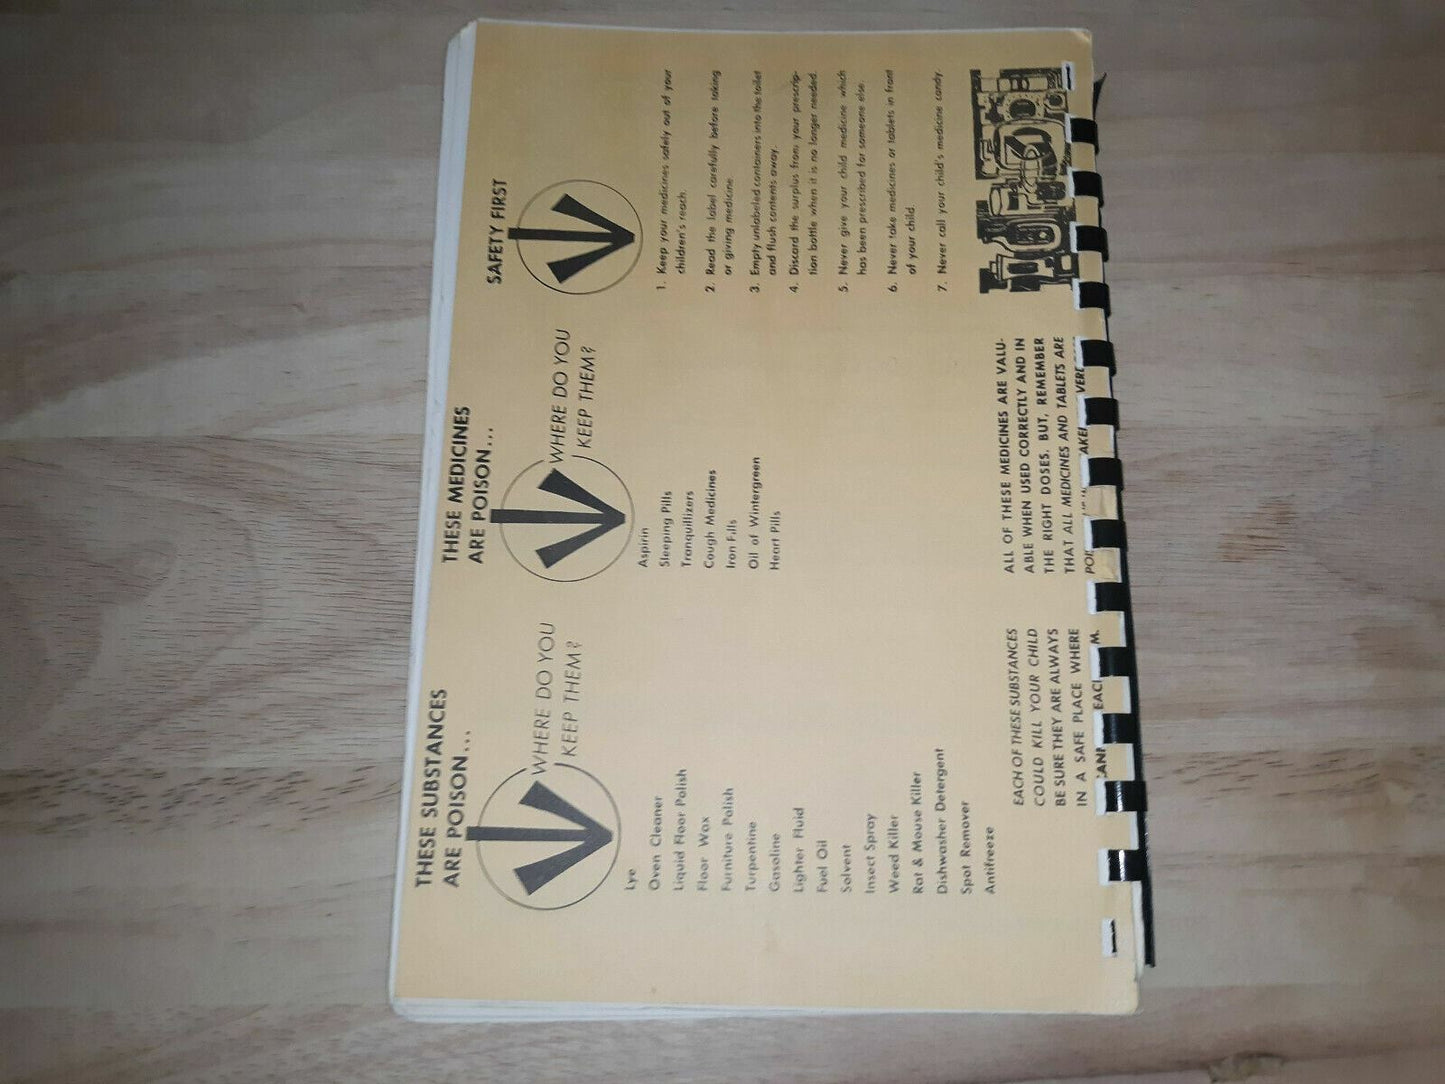 THESE SUBSTANCES
ARE POISON...
WHERE DO YOU
KEEP THEM?
Lye
Oven Cleaner
Liquid Floor Polish
Floor Wax
Furniture Polish
Turpentine
Gasoline
Lighter Fluid
Fuel Oil
Solvent
Insect Spray
Weed Killer
Rat & Mouse Killer
Dishwasher Detergent
Spot Remover
Antifreeze
EACH OF THESE SUBSTANCES
COULD KILL YOUR CHILD
BE SURE THEY ARE ALWAYS
IN A SAFE PLACE WHERE
THESE MEDICINES
ARE POISON...
WHERE DO YOU
KEEP THEM?
Aspirin
Sleeping Pills
Tranquillizers
Cough Medicines
Iron Pills
Oil of Wintergreen
Heart Pills
ALL OF THESE MEDICINES ARE VALU-
ABLE WHEN USED CORRECTLY AND IN
THE RIGHT DOSES. BUT, REMEMBER
THAT ALL MEDICINES AND TABLETS ARE
SAFETY FIRST
1. Keep your medicines safely out of your
children's reach.
2. Read the label carefully before taking
or giving medicine.
3. Empty unlabeled containers into the toilet
and flush contents away.
4. Discard the surplus from your prescrip-
tion bottle when it is no longer needed.
5. Never give your child medicine which
has been prescribed for someone else.
6. Never take medicines or tablets in front
of your child.
7. Never call your child's medicine candy.